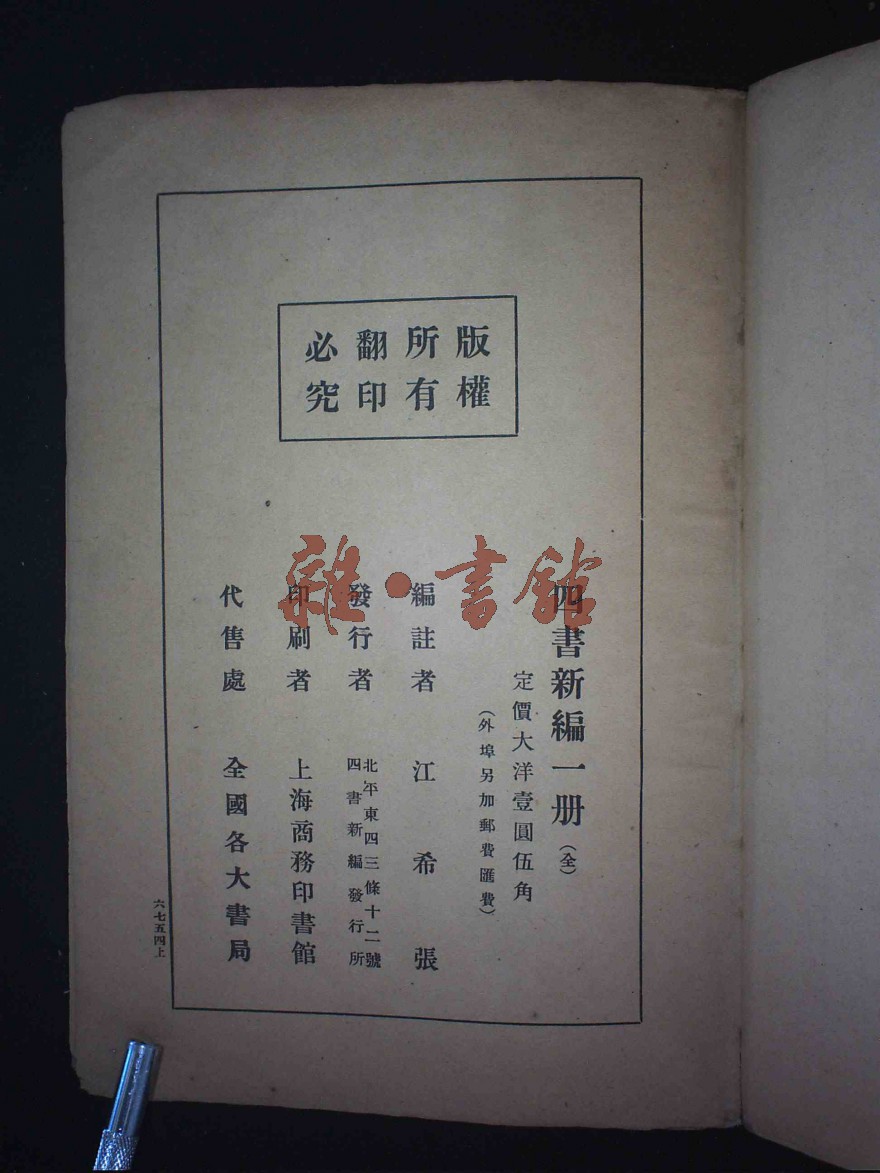 版權
所有
翻印
必究
四書新編一册（全）
定價大洋壹圓伍角
（外埠另加郵費匯費）
編註者 江希張
發行者 北平東四三條十二號
四書新編發行所
印刷者 上海商務印書館
代售處 全國各大書局
六七五四上
雜·書館